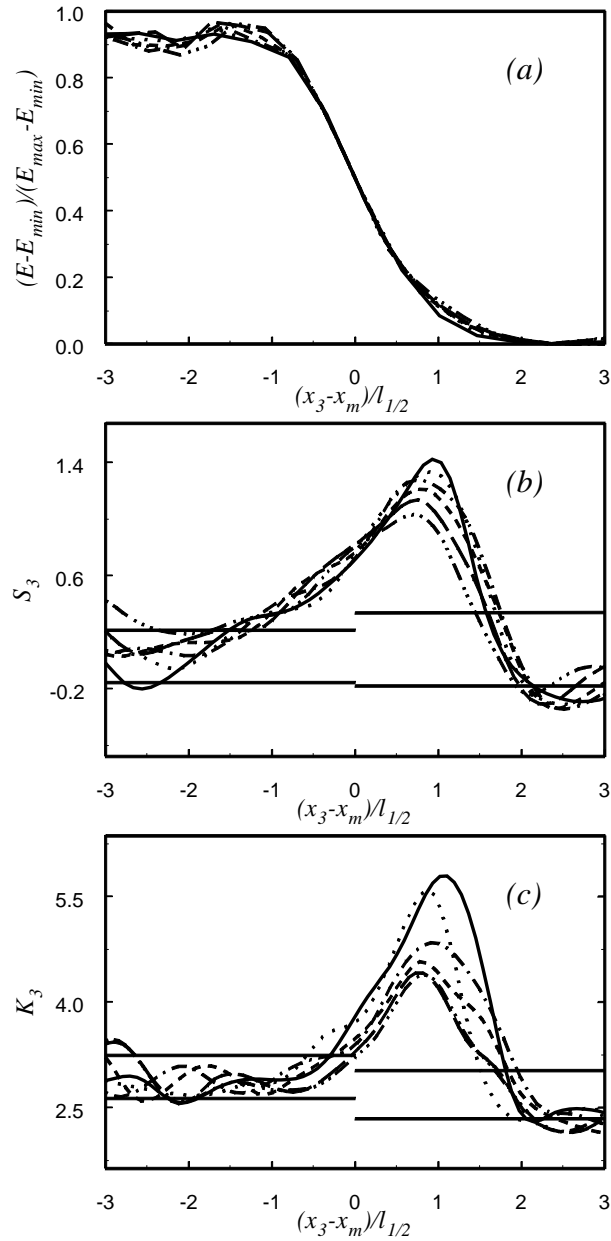 (E-E_min)/(E_max-E_min)
1.0
0.8
0.6
0.4
0.2
0.0
(a)
-3 -2 -1 0 1 2 3
(x_3-x_m)/l_1/2
S_3
1.4
0.6
-0.2
(b)
-3 -2 -1 0 1 2 3
(x_3-x_m)/l_1/2
K_3
5.5
4.0
2.5
(c)
-3 -2 -1 0 1 2 3
(x_3-x_m)/l_1/2